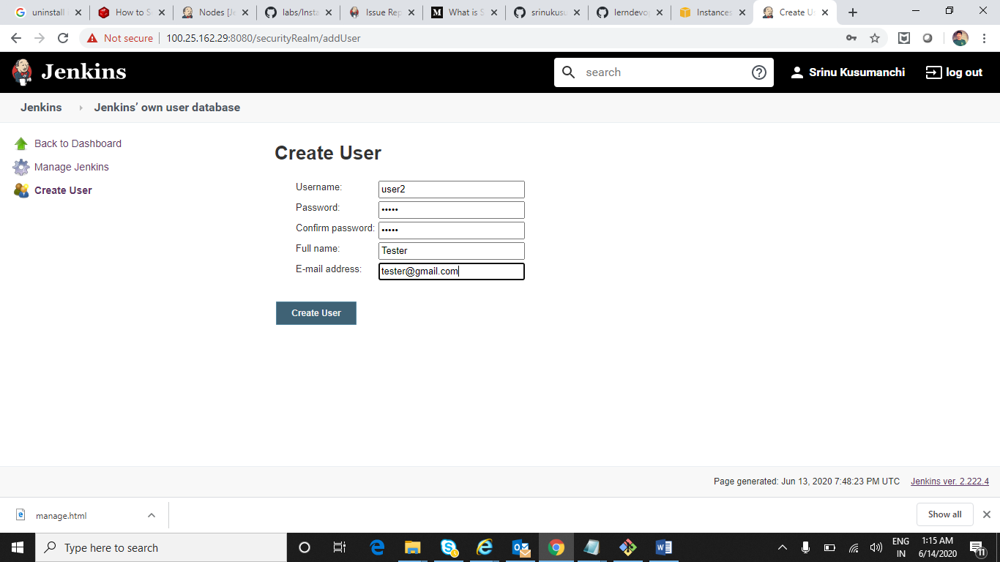 uninstall
How to S
Nodes [Je
labs/Insta
Issue Rep
What is S
srinukusu
lerndevop
Instances
Create Us
Not secure
100.25.162.29:8080/securityRealm/addUser
Jenkins
search
Srinu Kusumanchi
log out
Jenkins
Jenkins’ own user database
Back to Dashboard
Manage Jenkins
Create User
Create User
Username: user2
Password: •••••
Confirm password: •••••
Full name: Tester
E-mail address: tester@gmail.com
Create User
Page generated: Jun 13, 2020 7:48:23 PM UTC Jenkins ver. 2.222.4
manage.html
Show all
Type here to search
ENG
IN
1:15 AM
6/14/2020
11